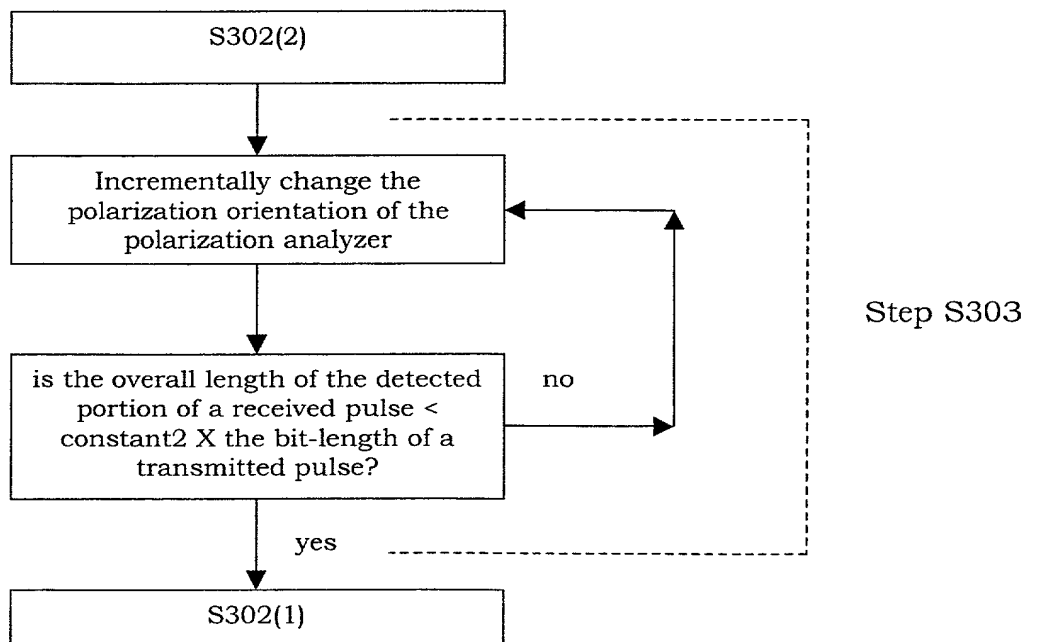 S302(2)
Incrementally change the
polarization orientation of the
polarization analyzer
Step S303
is the overall length of the detected
portion of a received pulse <
constant2 X the bit-length of a
transmitted pulse?
no
yes
S302(1)